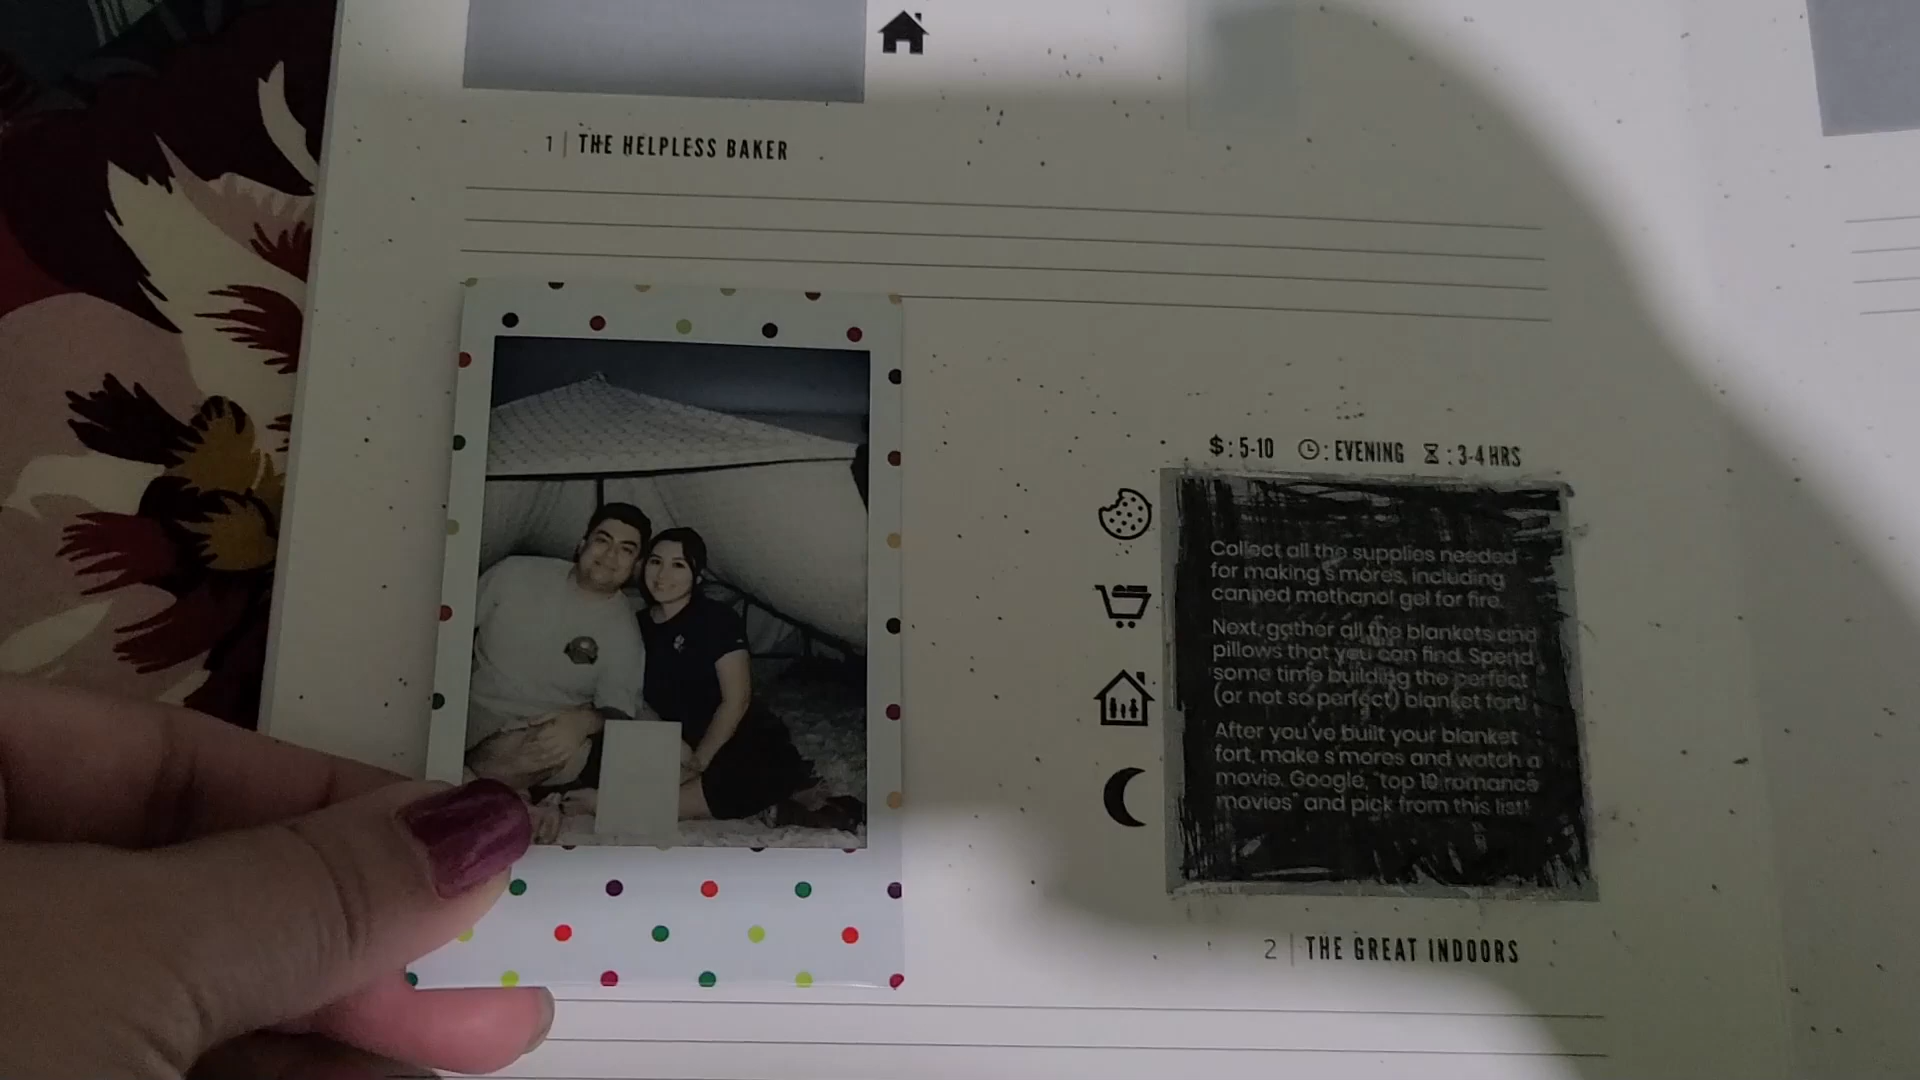 1 | THE HELPLESS BAKER
$: 5-10 : EVENING : 3-4 HRS
Collect all the supplies needed
for making s'mores, including
canned methanol gel for fire.
Next, gather all the blankets and
pillows that you can find. Spend
some time building the perfect
(or not so perfect) blanket fort!
After you've built your blanket
fort, make s'mores and watch a
movie. Google, "top 10 romance
movies" and pick from this list!
2 | THE GREAT INDOORS